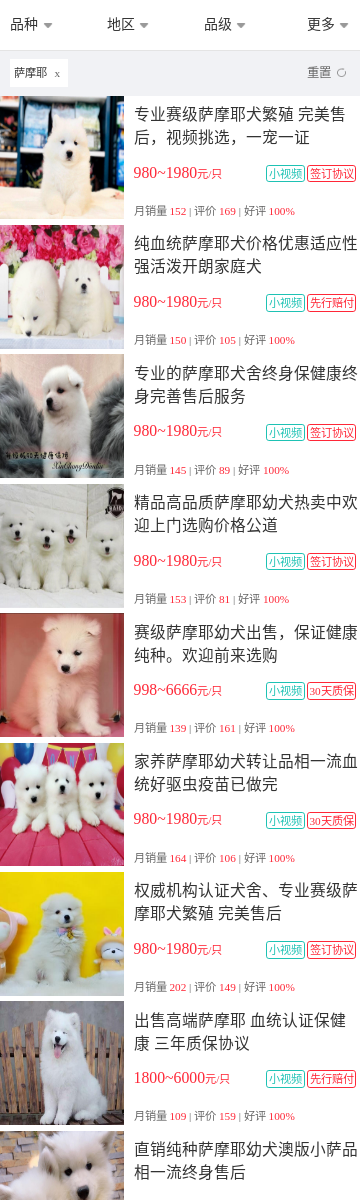 品种 地区 品级 更多
萨摩耶 x 重置
专业赛级萨摩耶犬繁殖 完美售
后，视频挑选，一宠一证
980~1980元/只 小视频 签订协议
月销量 152 | 评价 169 | 好评 100%
纯血统萨摩耶犬价格优惠适应性
强活泼开朗家庭犬
980~1980元/只 小视频 先行赔付
月销量 150 | 评价 105 | 好评 100%
专业的萨摩耶犬舍终身保健康终
身完善售后服务
980~1980元/只 小视频 签订协议
月销量 145 | 评价 89 | 好评 100%
精品高品质萨摩耶幼犬热卖中欢
迎上门选购价格公道
980~1980元/只 小视频 签订协议
月销量 153 | 评价 81 | 好评 100%
赛级萨摩耶幼犬出售，保证健康
纯种。欢迎前来选购
998~6666元/只 小视频 30天质保
月销量 139 | 评价 161 | 好评 100%
家养萨摩耶幼犬转让品相一流血
统好驱虫疫苗已做完
980~1980元/只 小视频 30天质保
月销量 164 | 评价 106 | 好评 100%
权威机构认证犬舍、专业赛级萨
摩耶犬繁殖 完美售后
980~1980元/只 小视频 签订协议
月销量 202 | 评价 149 | 好评 100%
出售高端萨摩耶 血统认证保健
康 三年质保协议
1800~6000元/只 小视频 先行赔付
月销量 109 | 评价 159 | 好评 100%
直销纯种萨摩耶幼犬澳版小萨品
相一流终身售后